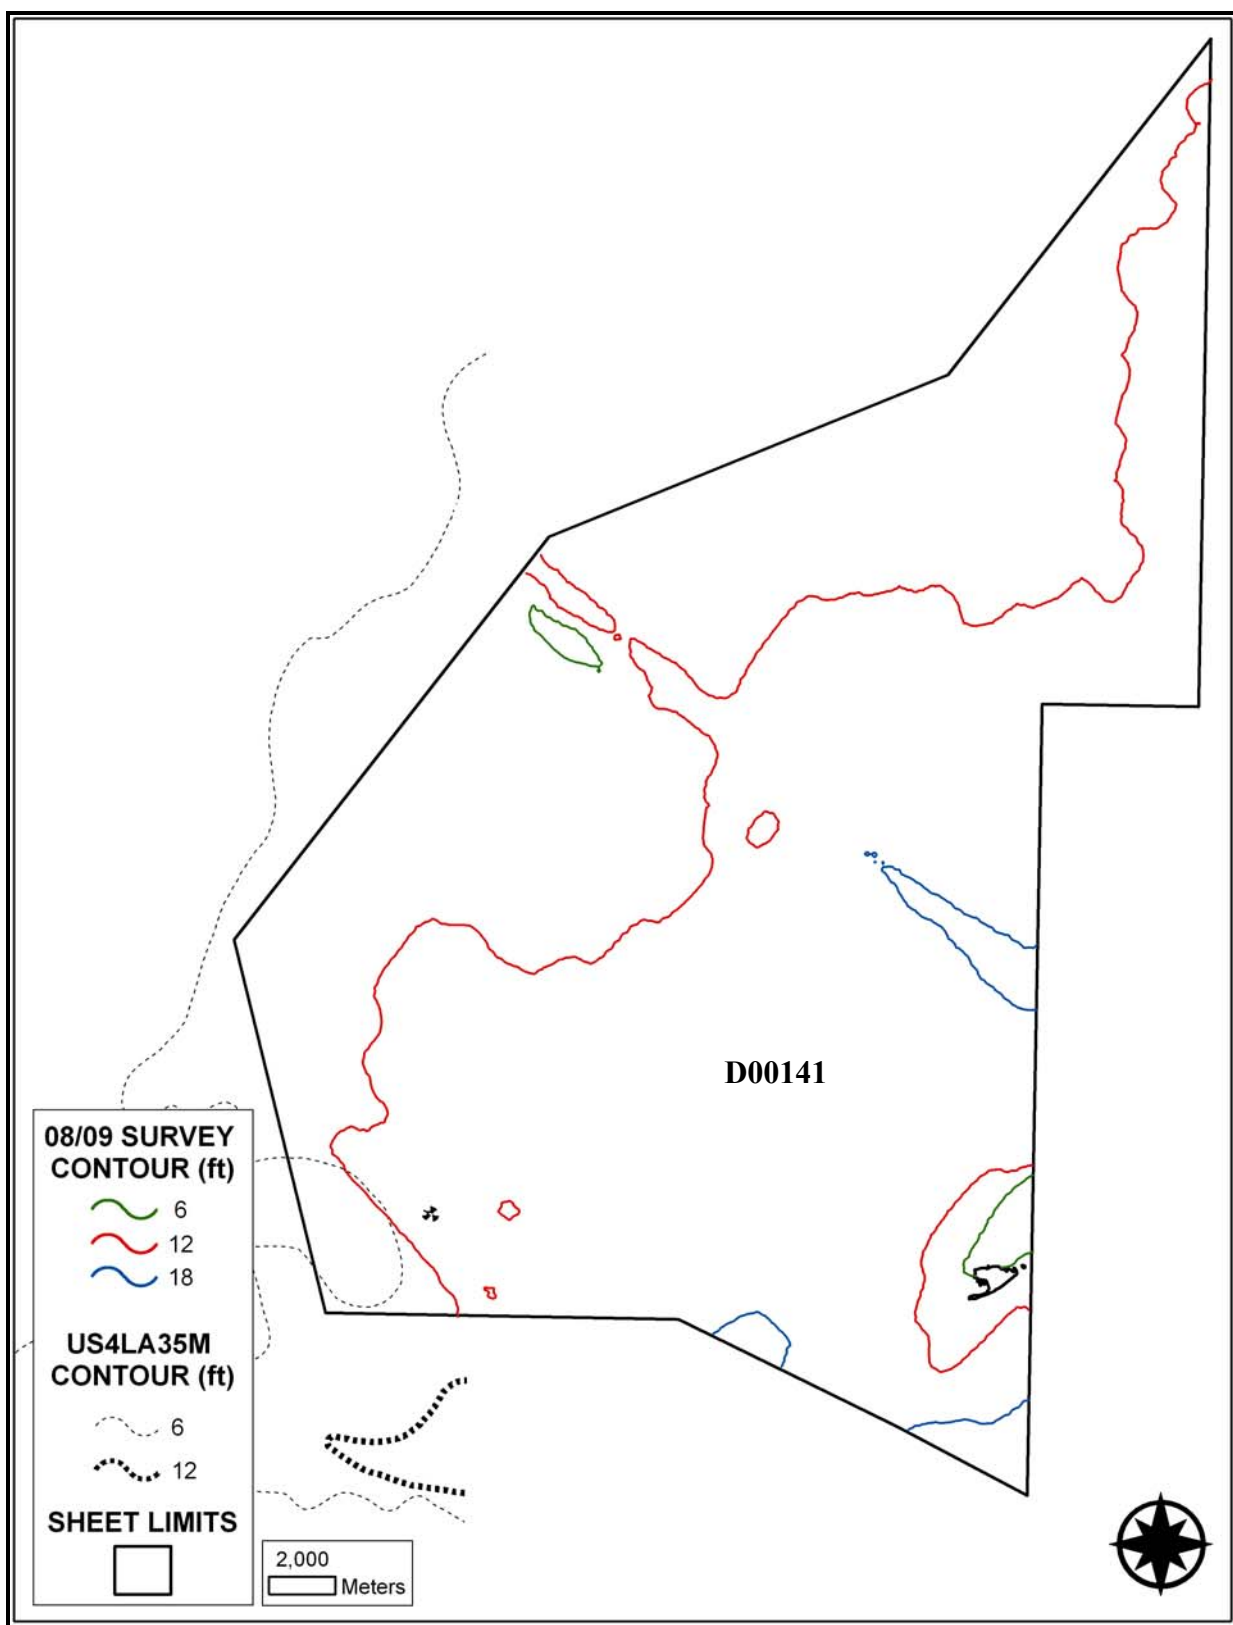 D00141
08/09 SURVEY
CONTOUR (ft)
6
12
18
US4LA35M
CONTOUR (ft)
6
12
SHEET LIMITS
2,000
Meters